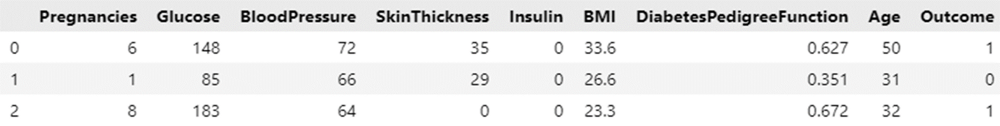 Pregnancies Glucose BloodPressure SkinThickness Insulin BMI DiabetesPedigreeFunction Age Outcome
0 6 148 72 35 0 33.6 0.627 50 1
1 1 85 66 29 0 26.6 0.351 31 0
2 8 183 64 0 0 23.3 0.672 32 1